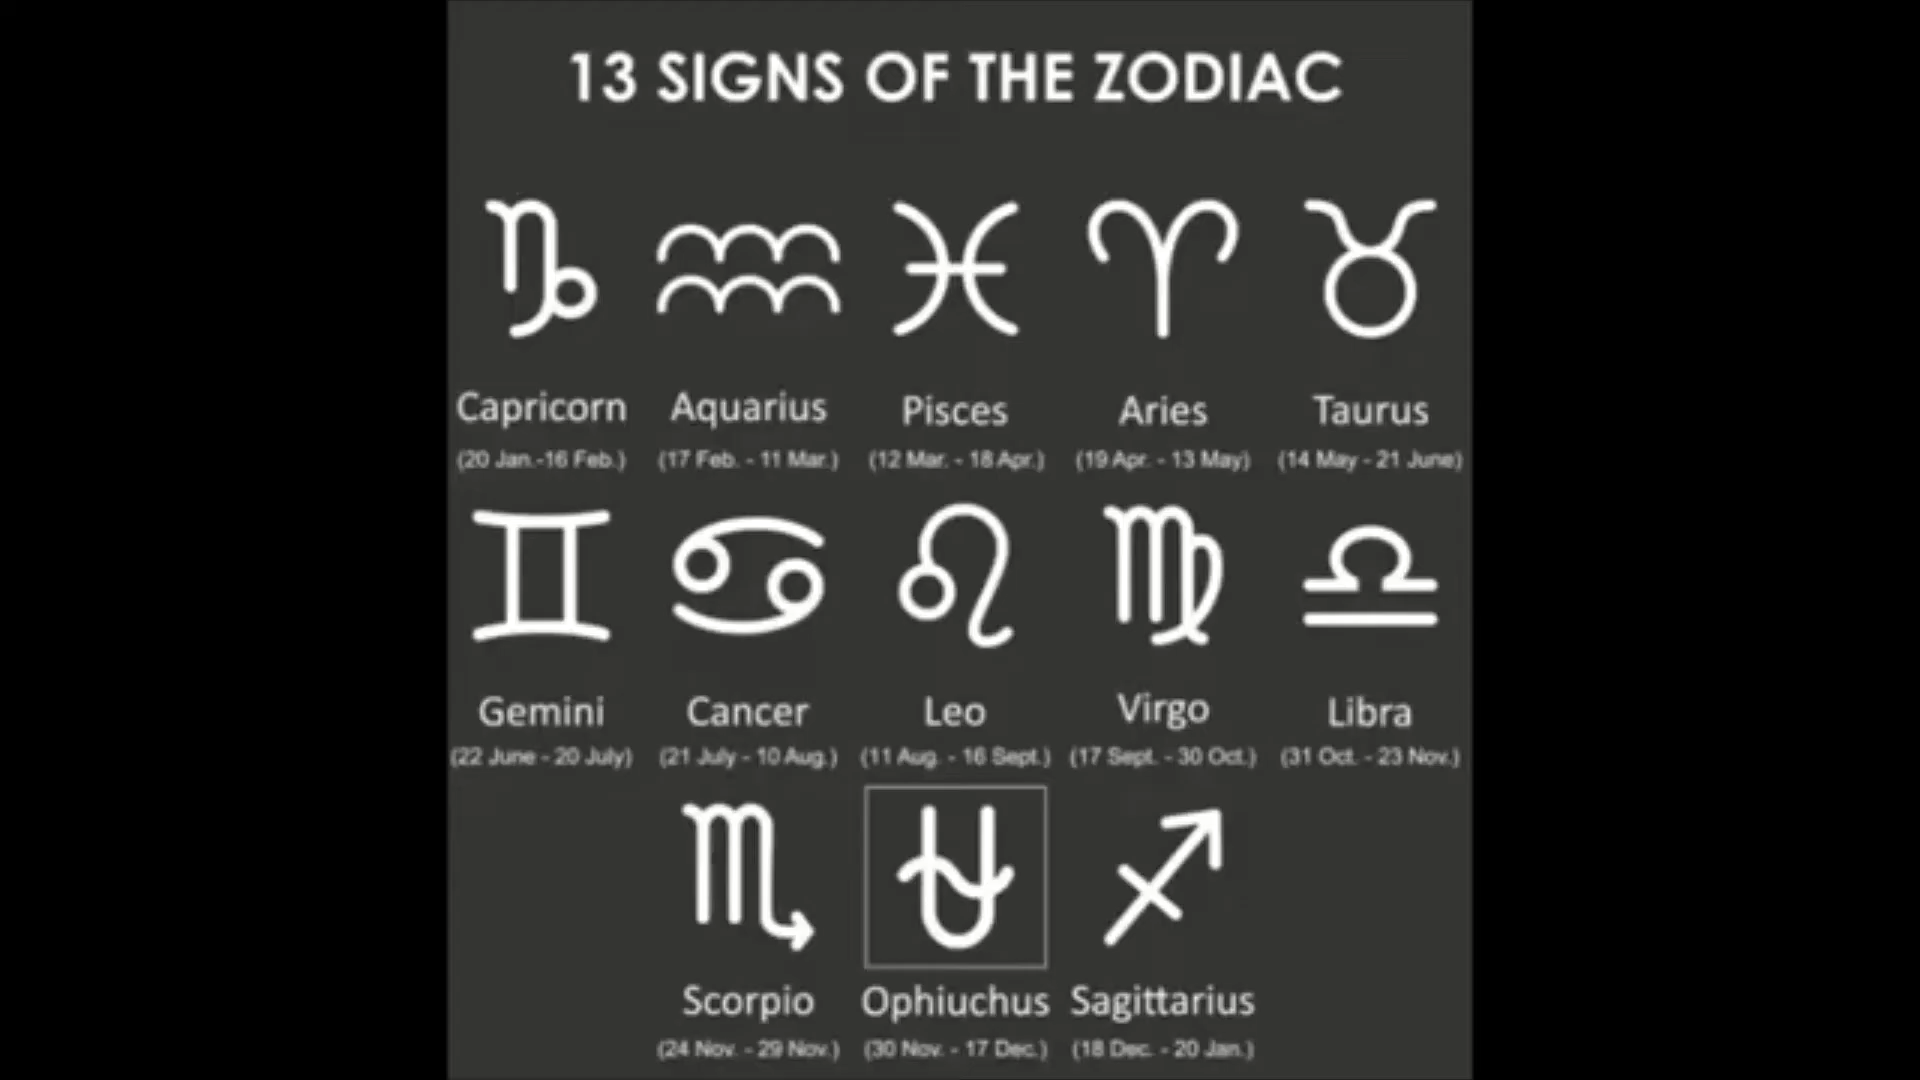 13 SIGNS OF THE ZODIAC
Capricorn Aquarius Pisces Aries Taurus
(20 Jan.-16 Feb.) (17 Feb. - 11 Mar.) (12 Mar. - 18 Apr.) (19 Apr. - 13 May) (14 May - 21 June)
Gemini Cancer Leo Virgo Libra
(22 June - 20 July) (21 July - 10 Aug.) (11 Aug. - 16 Sept.) (17 Sept. - 30 Oct.) (31 Oct. - 23 Nov.)
Scorpio Ophiuchus Sagittarius
(24 Nov. - 29 Nov.) (30 Nov. - 17 Dec.) (18 Dec. - 20 Jan.)